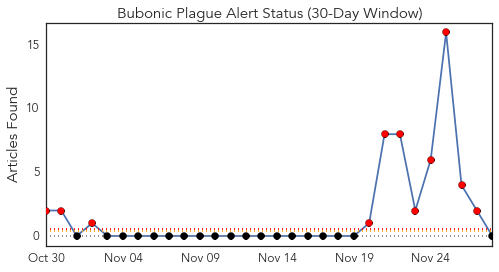 Bubonic Plague Alert Status (30-Day Window)
Articles Found
15
10
5
0
Oct 30 Nov 04 Nov 09 Nov 14 Nov 19 Nov 24